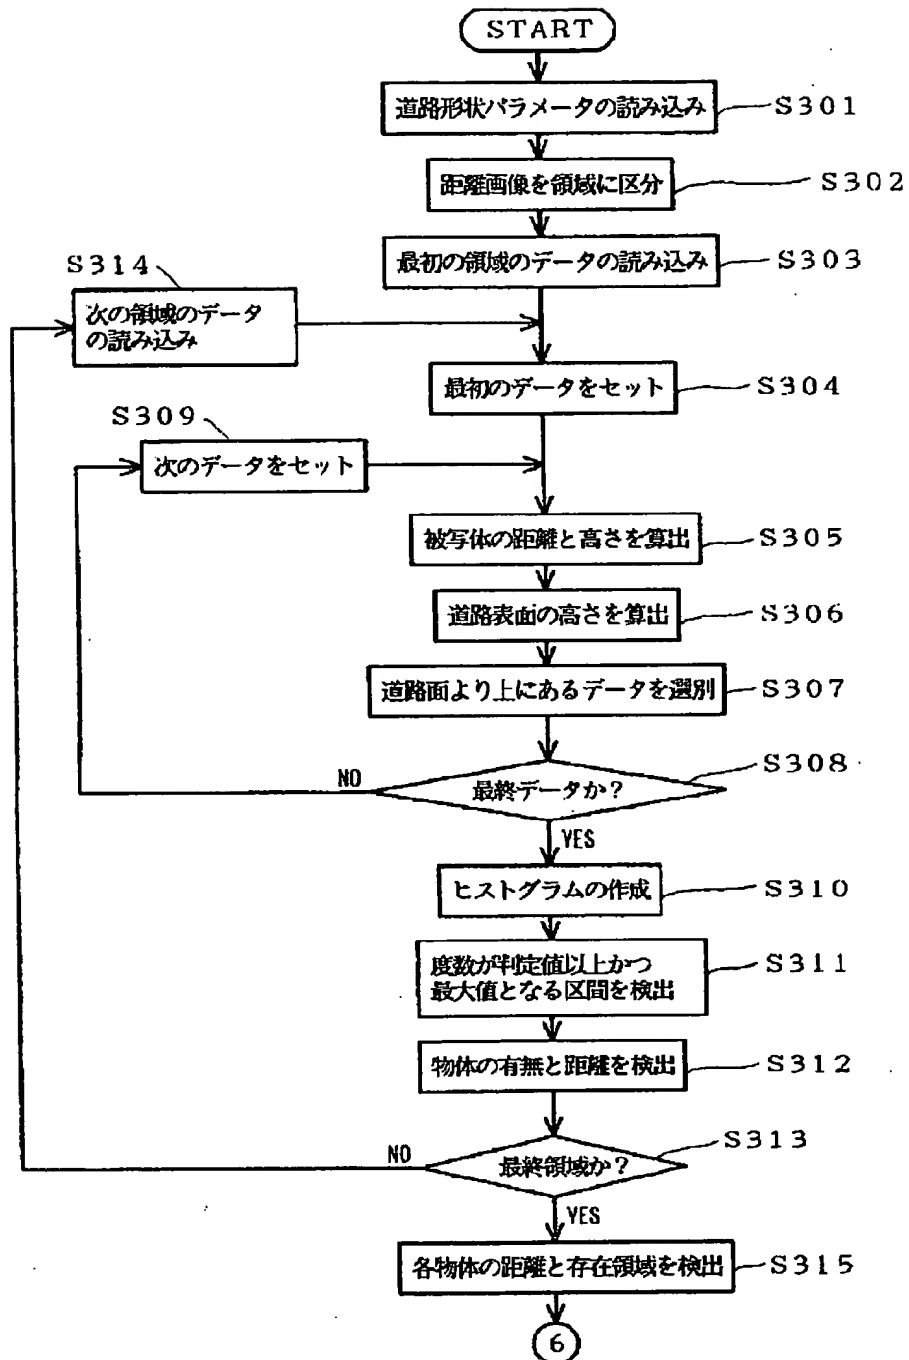 START
道路形状パラメータの読み込み
S301
距離画像を領域に区分
S302
最初の領域のデータの読み込み
S303
S314
次の領域のデータ
の読み込み
最初のデータをセット
S304
S309
次のデータをセット
被写体の距離と高さを算出
S305
道路表面の高さを算出
S306
道路面より上にあるデータを選別
S307
最終データか？
S308
NO
YES
ヒストグラムの作成
S310
度数が判定値以上かつ
最大値となる区間を検出
S311
物体の有無と距離を検出
S312
最終領域か？
S313
NO
YES
各物体の距離と存在領域を検出
S315
6